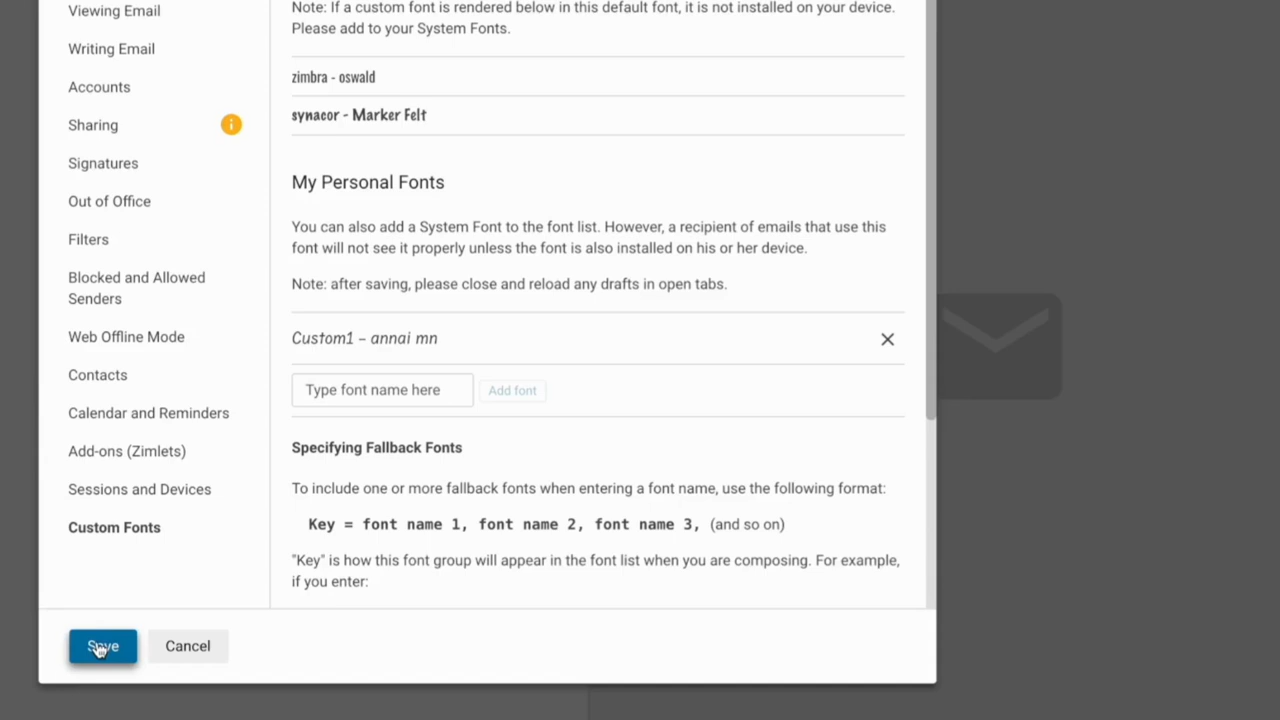 Viewing Email
Writing Email
Accounts
Sharing
Signatures
Out of Office
Filters
Blocked and Allowed
Senders
Web Offline Mode
Contacts
Calendar and Reminders
Add-ons (Zimlets)
Sessions and Devices
Custom Fonts
Note: If a custom font is rendered below in this default font, it is not installed on your device.
Please add to your System Fonts.
zimbra - oswald
synacor - Marker Felt
My Personal Fonts
You can also add a System Font to the font list. However, a recipient of emails that use this
font will not see it properly unless the font is also installed on his or her device.
Note: after saving, please close and reload any drafts in open tabs.
Custom1 – annai mn
Type font name here
Add font
Specifying Fallback Fonts
To include one or more fallback fonts when entering a font name, use the following format:
Key = font name 1, font name 2, font name 3, (and so on)
"Key" is how this font group will appear in the font list when you are composing. For example,
if you enter:
Save
Cancel